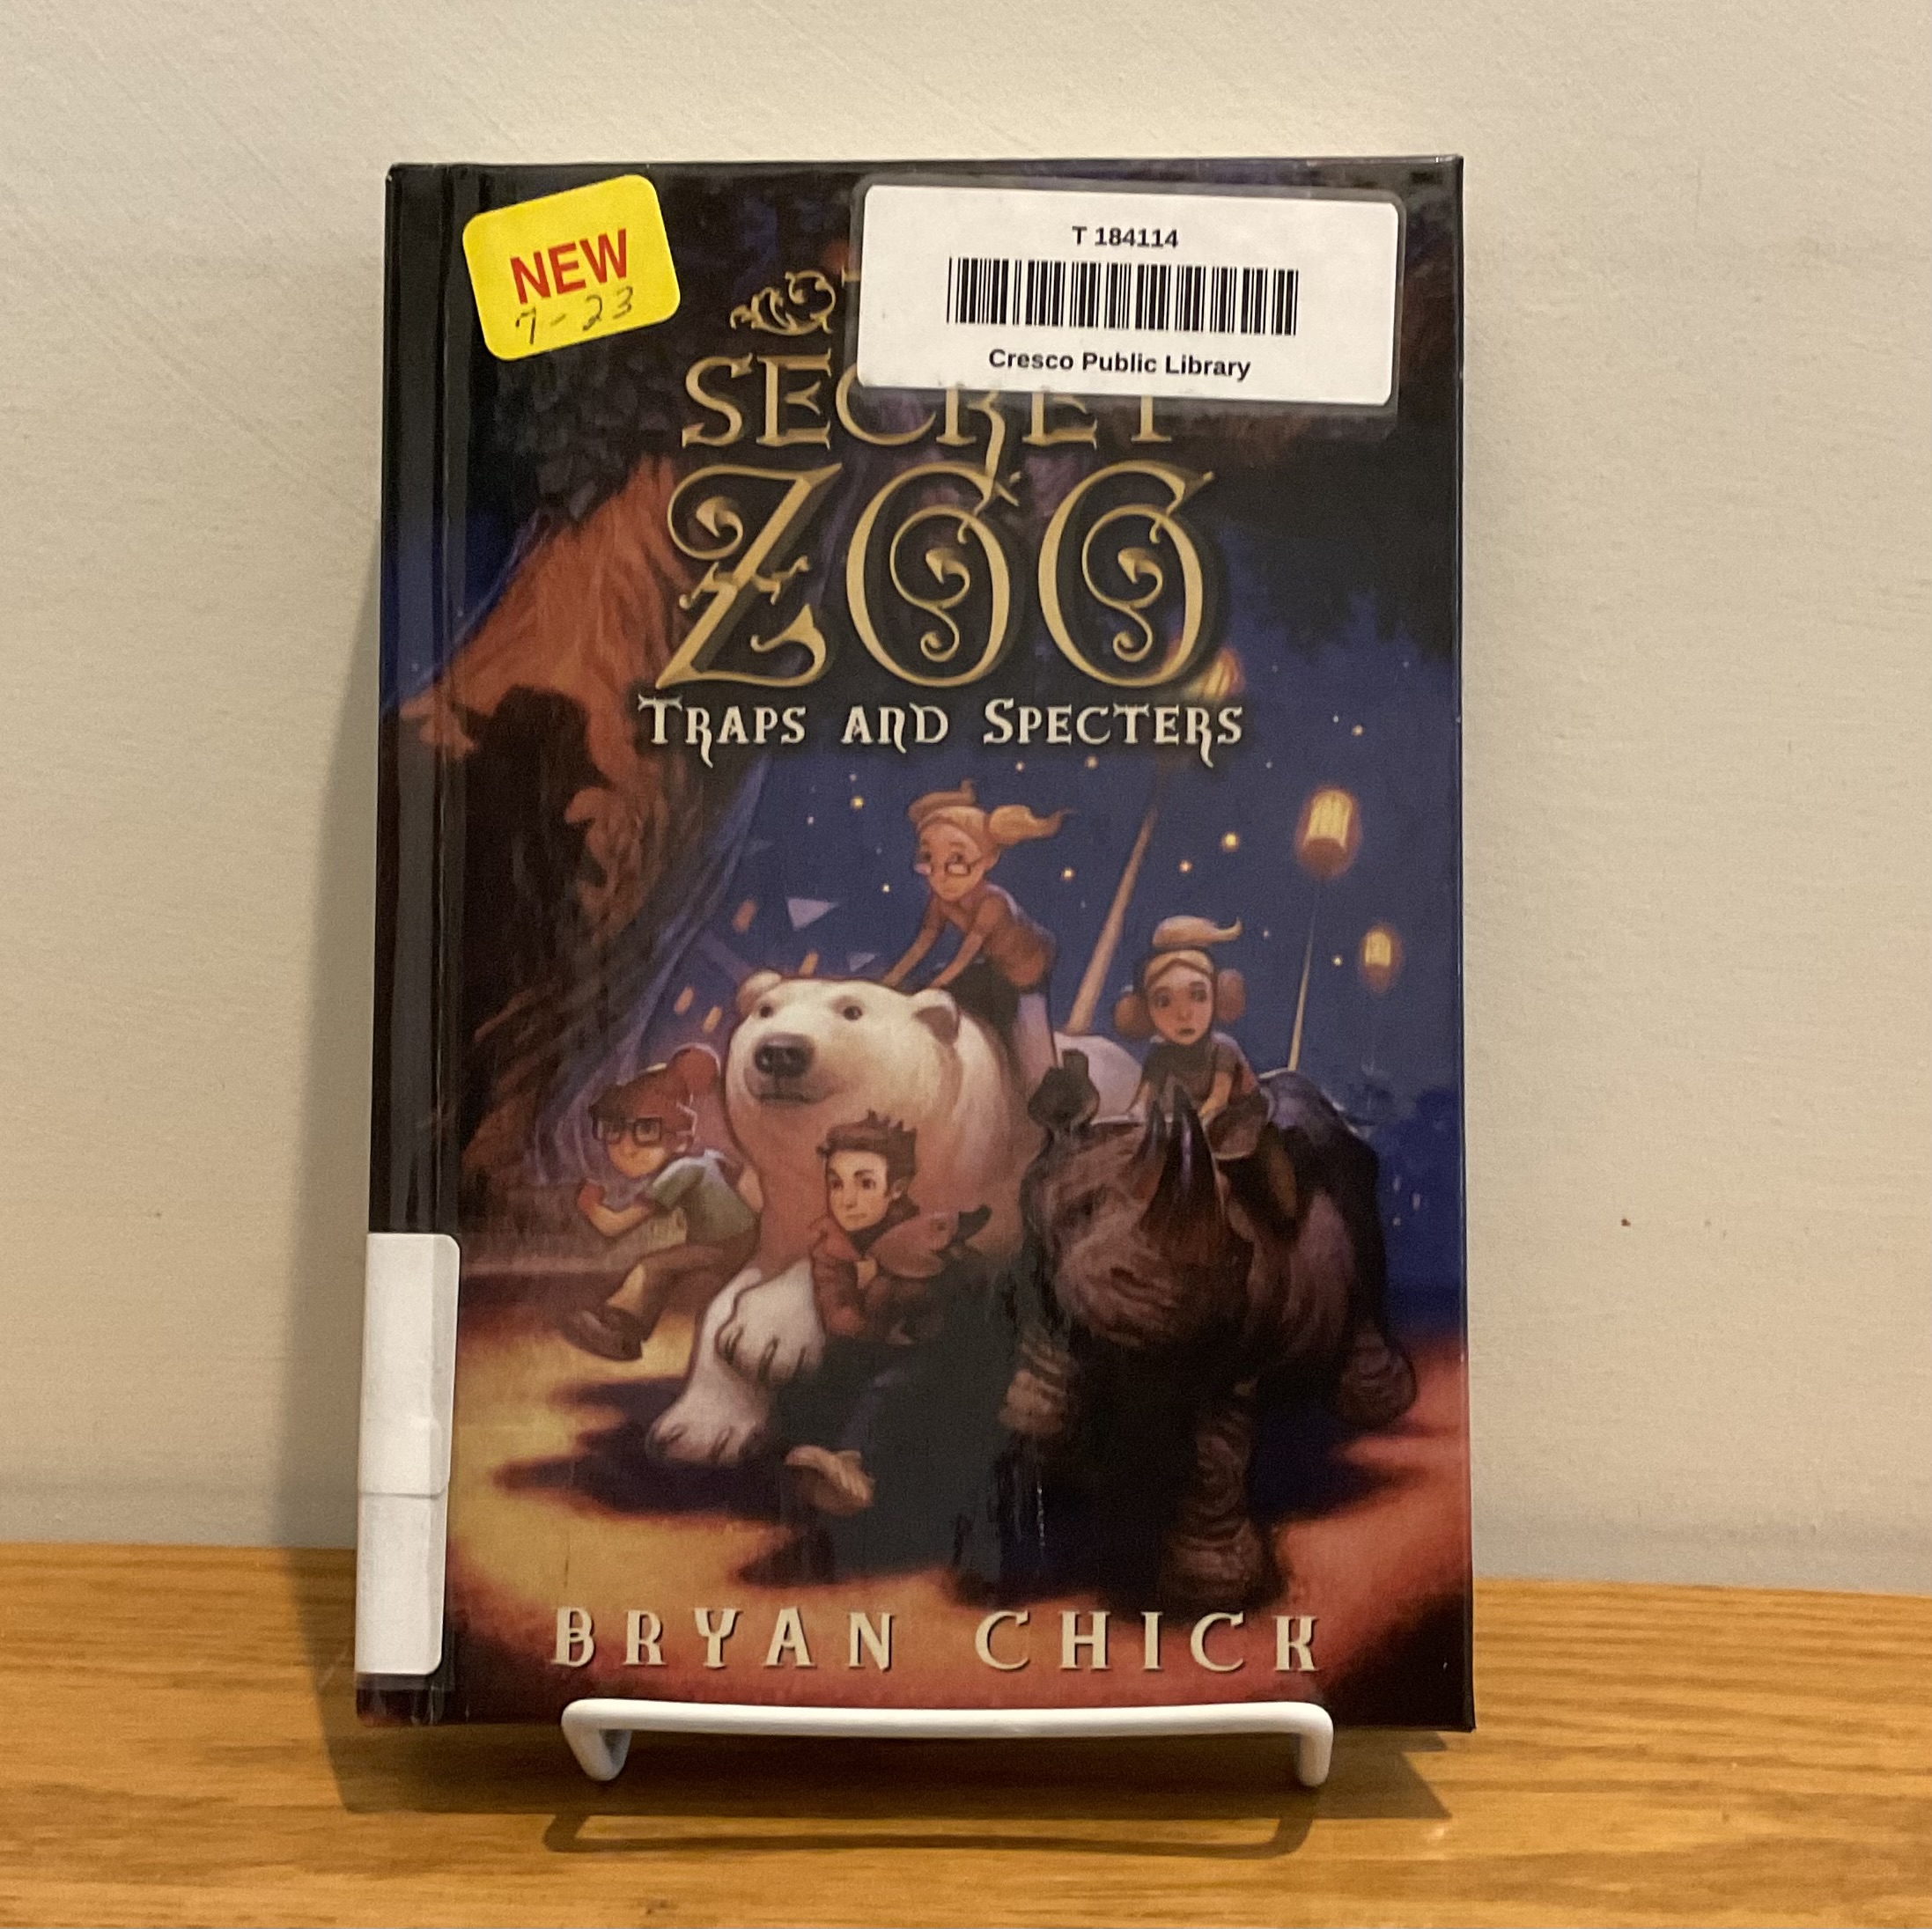 NEW
7-23
T 184114
Cresco Public Library
SECRET
ZOO
TRAPS AND SPECTERS
BRYAN CHICK